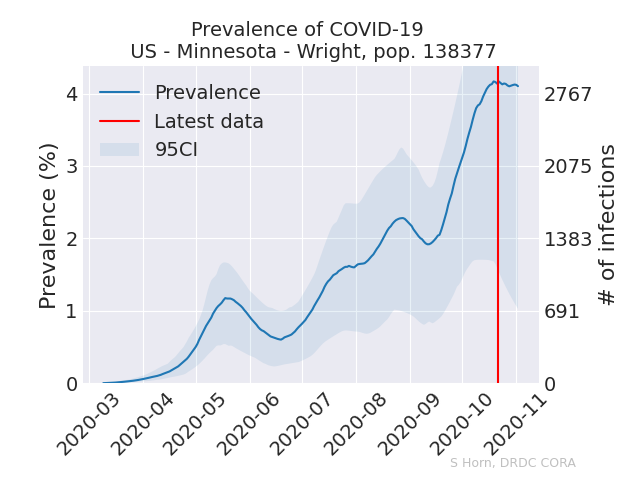 Prevalence of COVID-19
US - Minnesota - Wright, pop. 138377
Prevalence
Latest data
95CI
Prevalence (%)
4
3
2
1
0
2767
2075
1383
691
0
# of infections
2020-03
2020-04
2020-05
2020-06
2020-07
2020-08
2020-09
2020-10
2020-11
S Horn, DRDC CORA